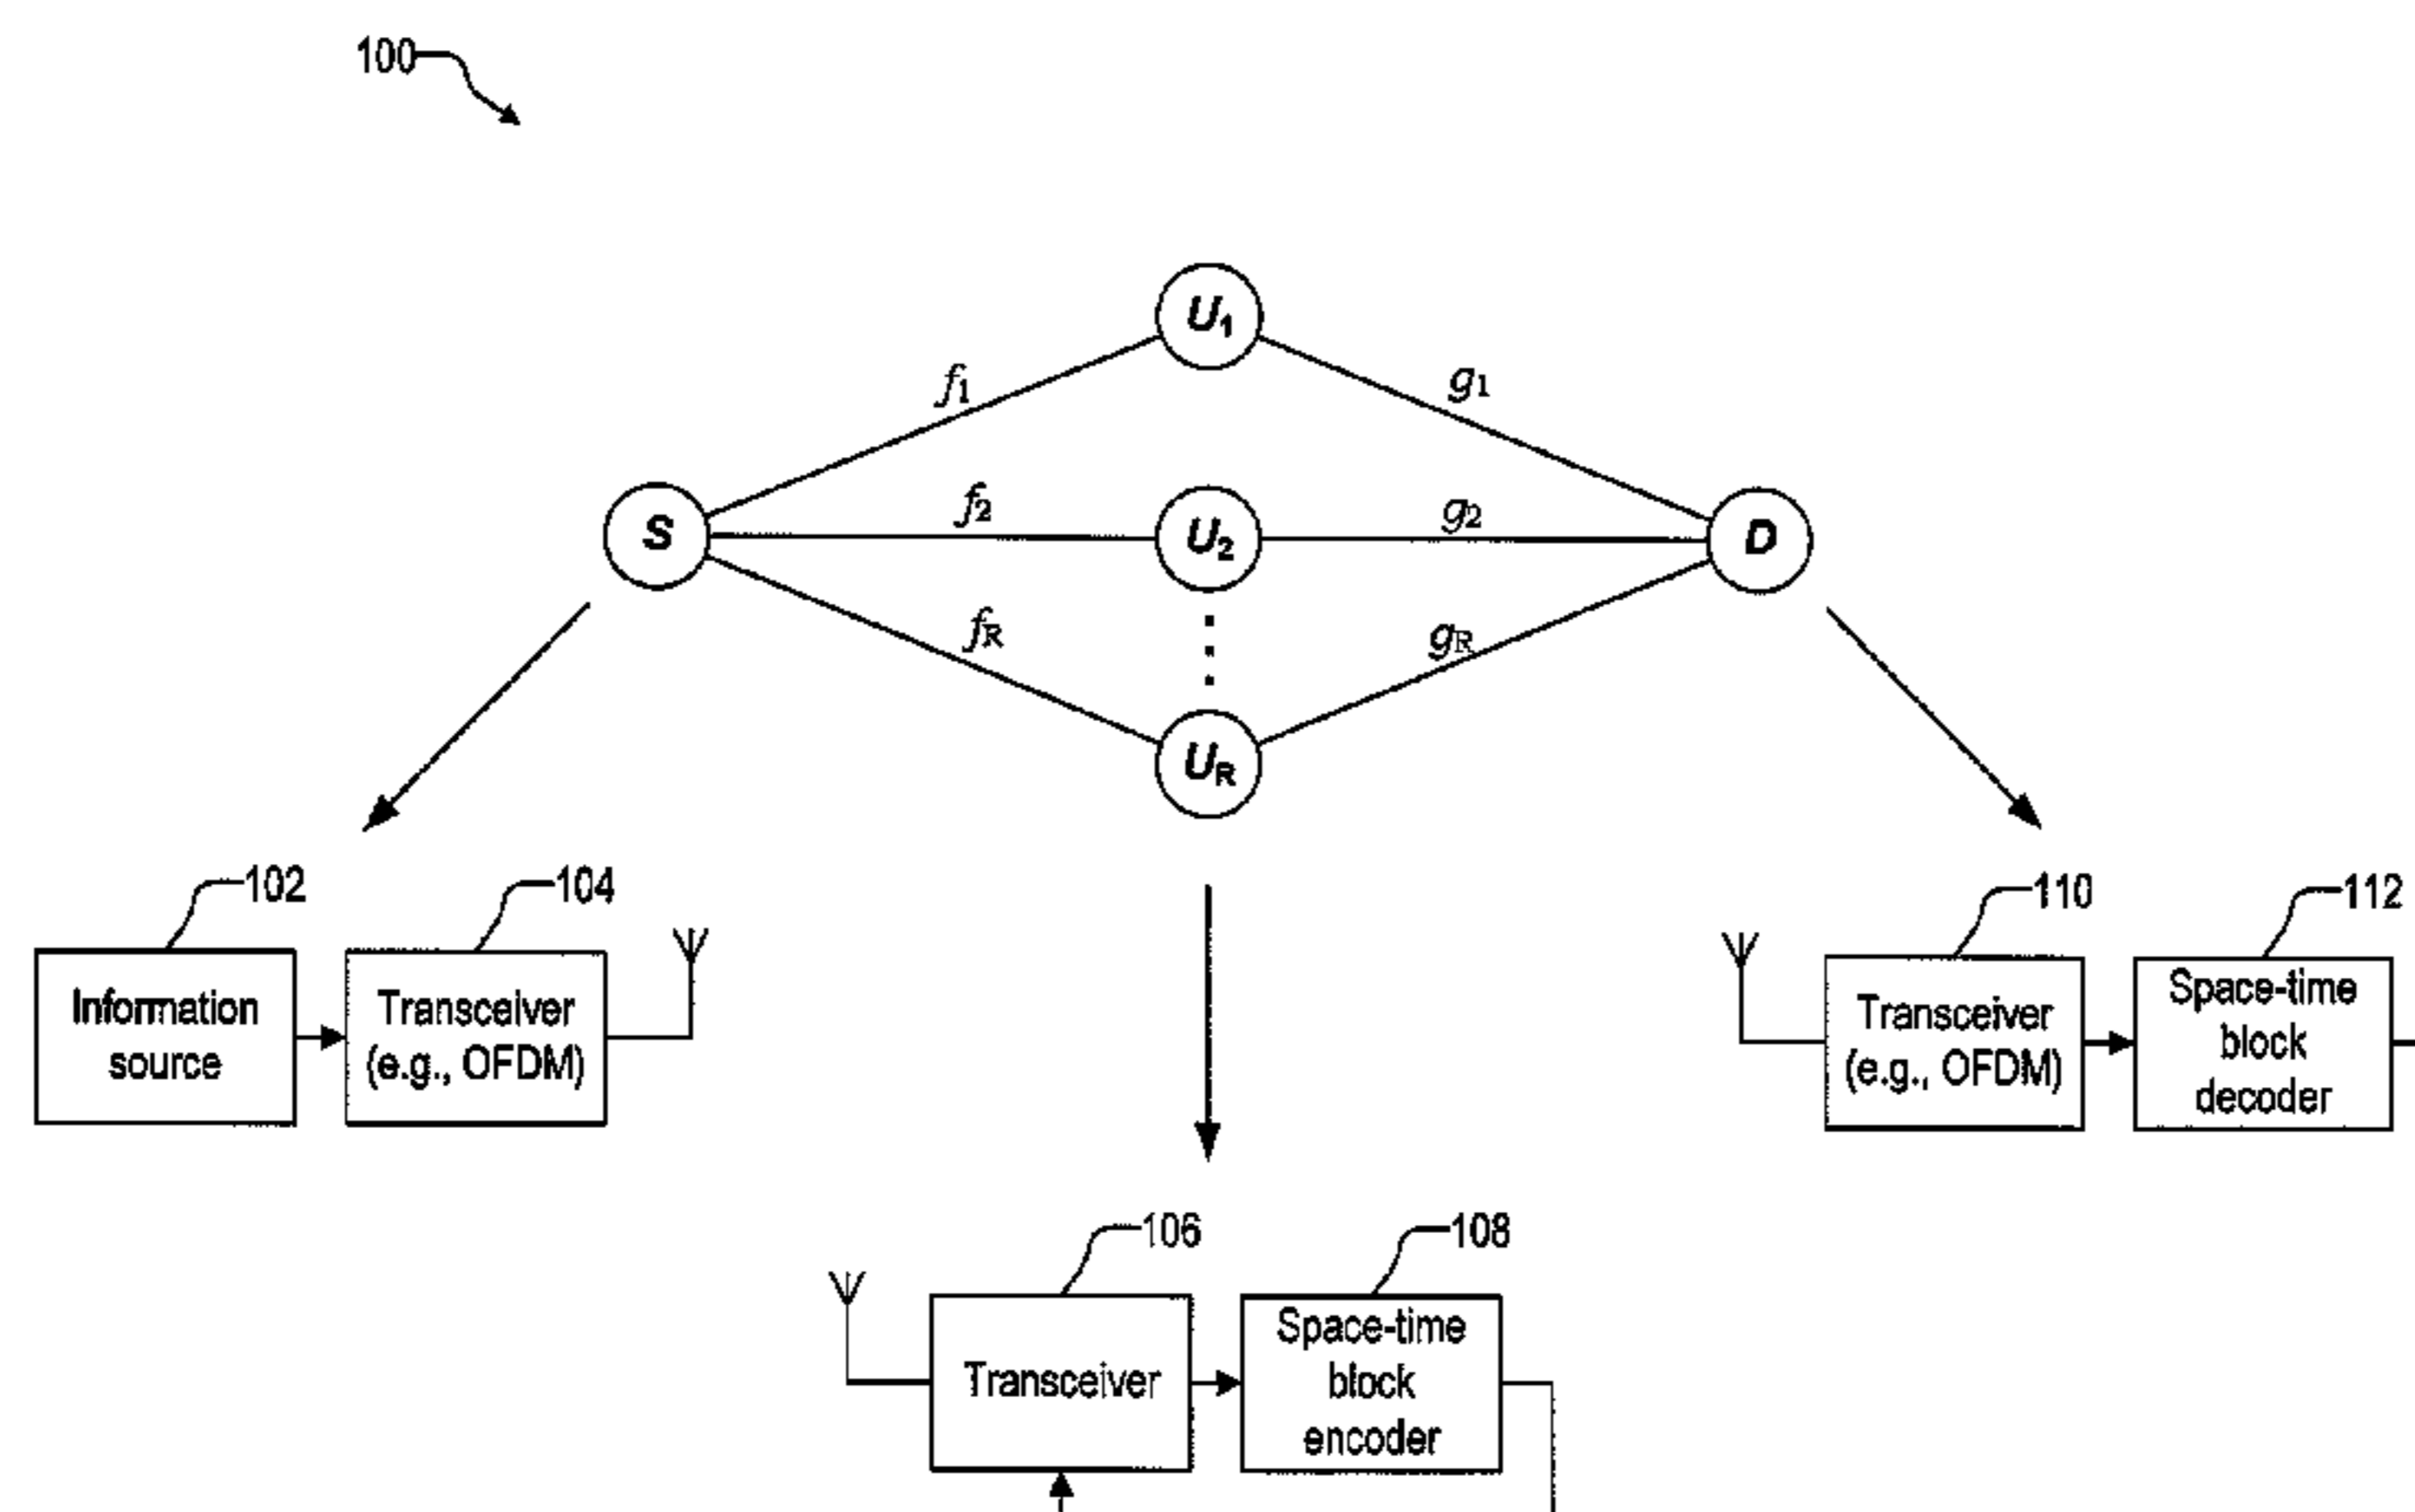 100
U1
f1
g1
S
f2
U2
g2
D
fR
gR
UR
102
104
110
112
Information
source
Transceiver
(e.g., OFDM)
Transceiver
(e.g., OFDM)
Space-time
block
decoder
106
108
Transceiver
Space-time
block
encoder